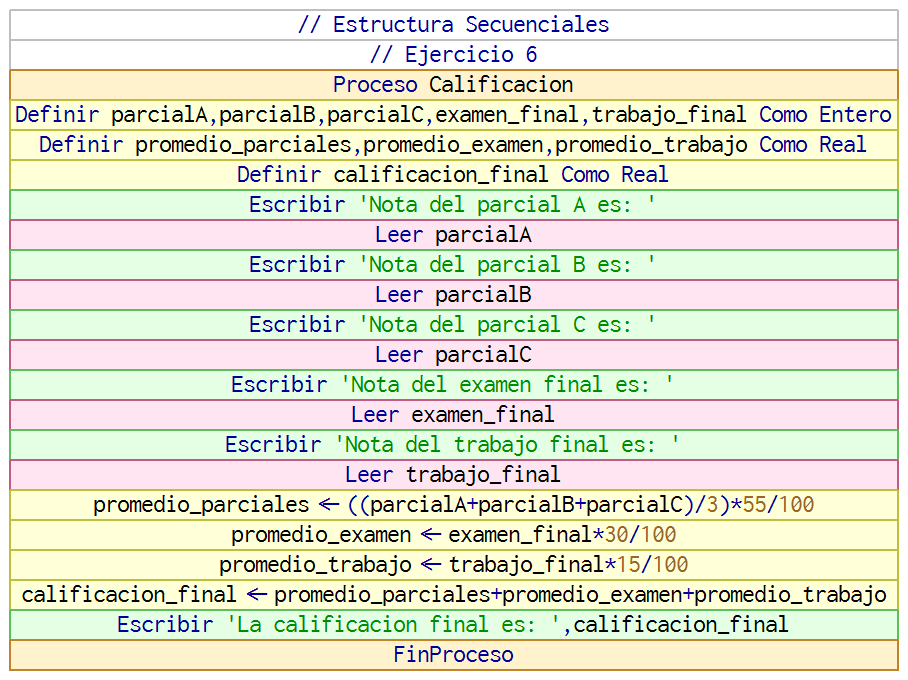 // Estructura Secuenciales
// Ejercicio 6
Proceso Calificacion
Definir parcialA,parcialB,parcialC,examen_final,trabajo_final Como Entero
Definir promedio_parciales,promedio_examen,promedio_trabajo Como Real
Definir calificacion_final Como Real
Escribir 'Nota del parcial A es: '
Leer parcialA
Escribir 'Nota del parcial B es: '
Leer parcialB
Escribir 'Nota del parcial C es: '
Leer parcialC
Escribir 'Nota del examen final es: '
Leer examen_final
Escribir 'Nota del trabajo final es: '
Leer trabajo_final
promedio_parciales ← ((parcialA+parcialB+parcialC)/3)*55/100
promedio_examen ← examen_final*30/100
promedio_trabajo ← trabajo_final*15/100
calificacion_final ← promedio_parciales+promedio_examen+promedio_trabajo
Escribir 'La calificacion final es: ',calificacion_final
FinProceso